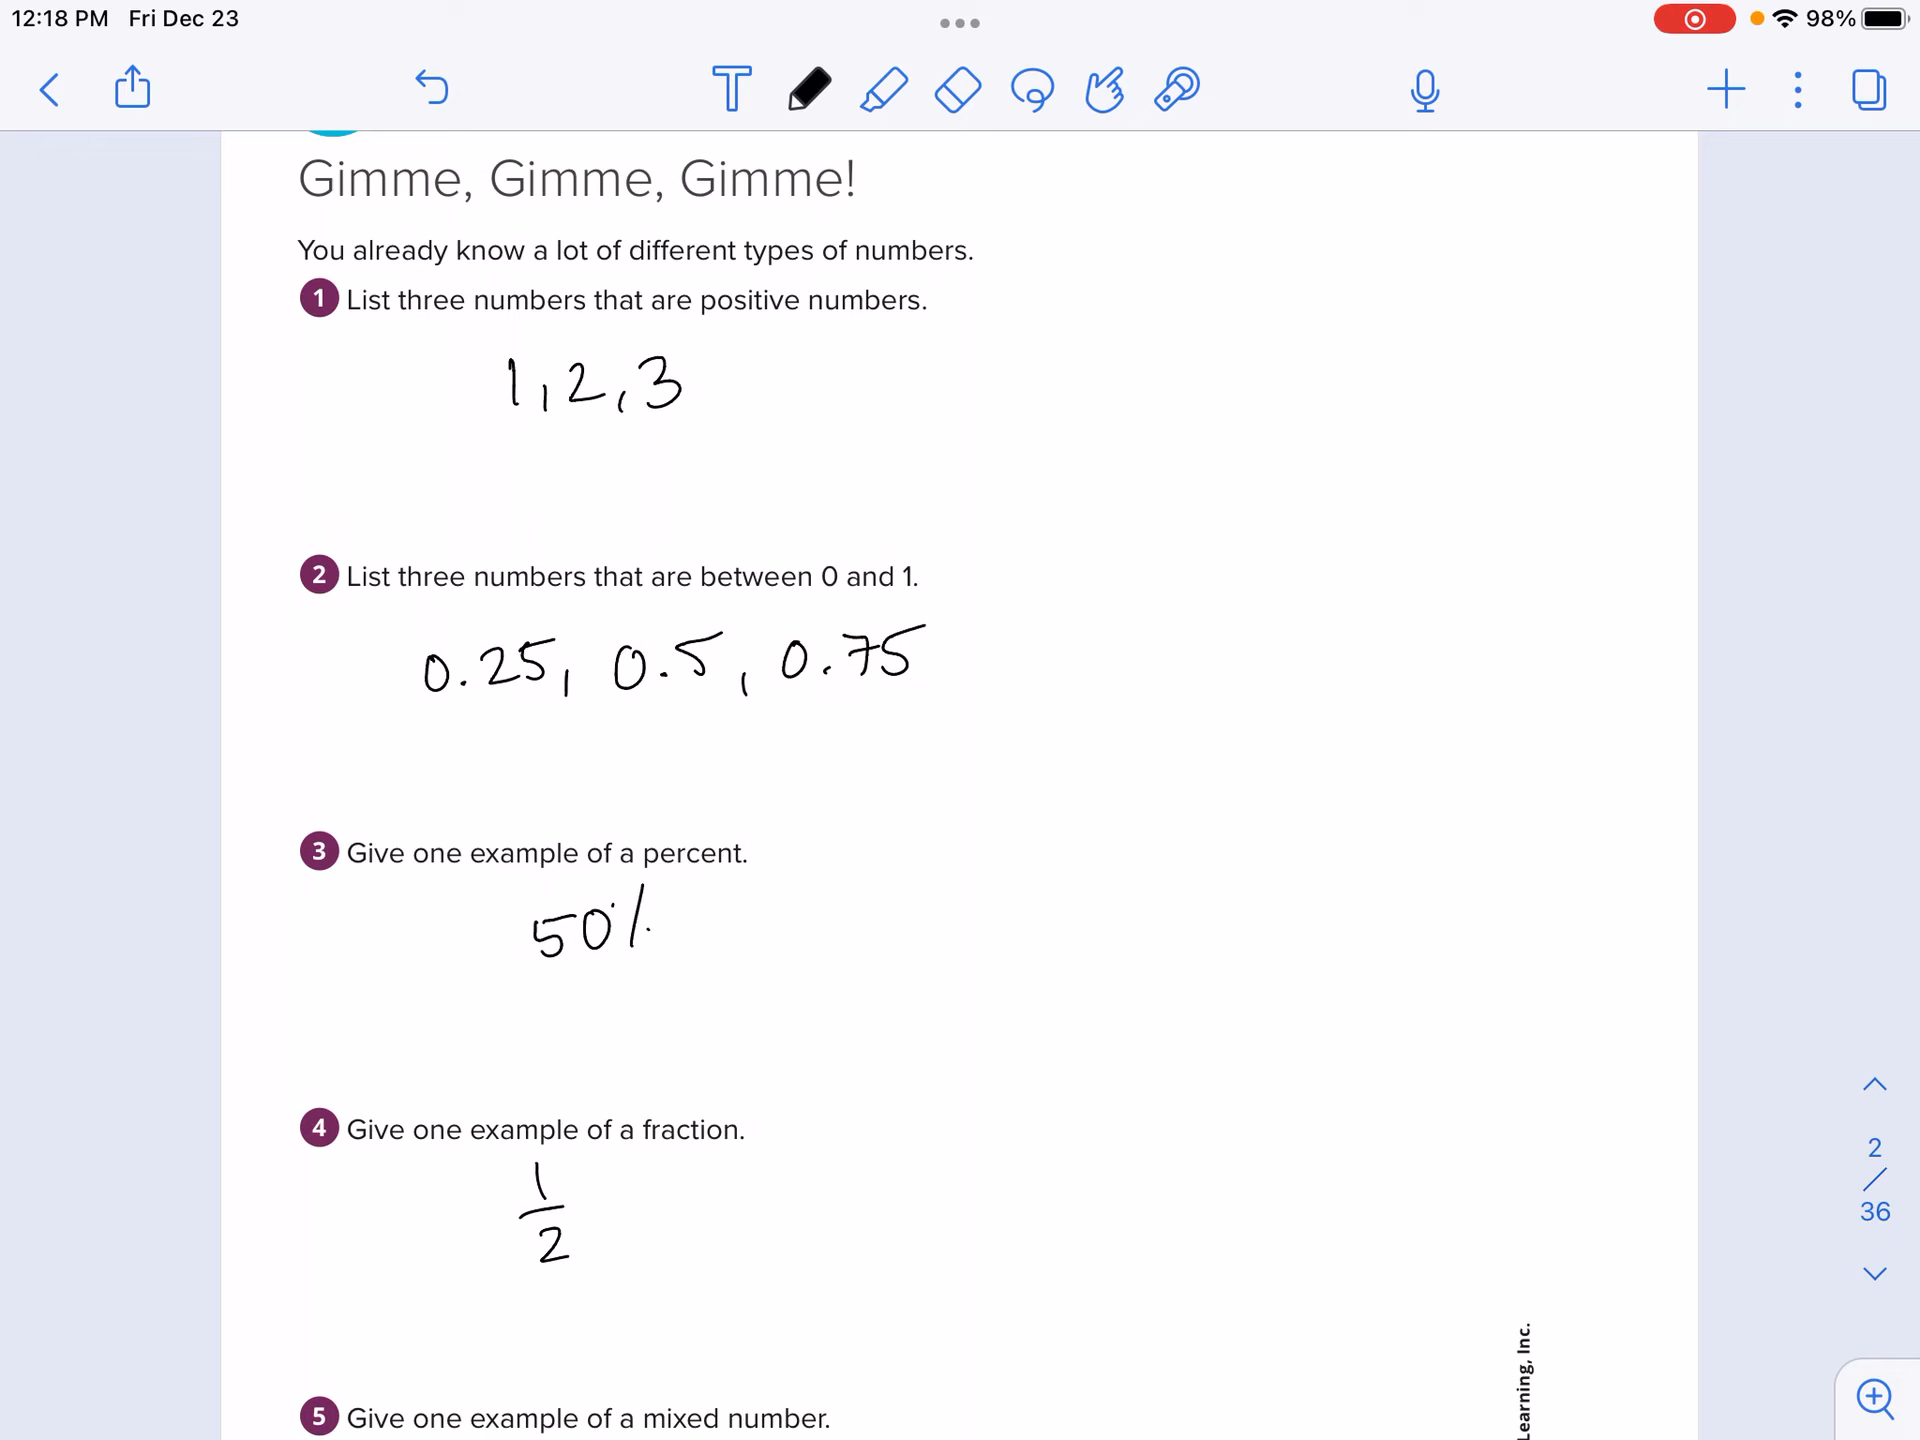 12:18 PM Fri Dec 23
98%
Gimme, Gimme, Gimme!
You already know a lot of different types of numbers.
1 List three numbers that are positive numbers.
1, 2, 3
2 List three numbers that are between 0 and 1.
0.25, 0.5, 0.75
3 Give one example of a percent.
50%
4 Give one example of a fraction.
1
2
5 Give one example of a mixed number.
2
/
36
Learning, Inc.